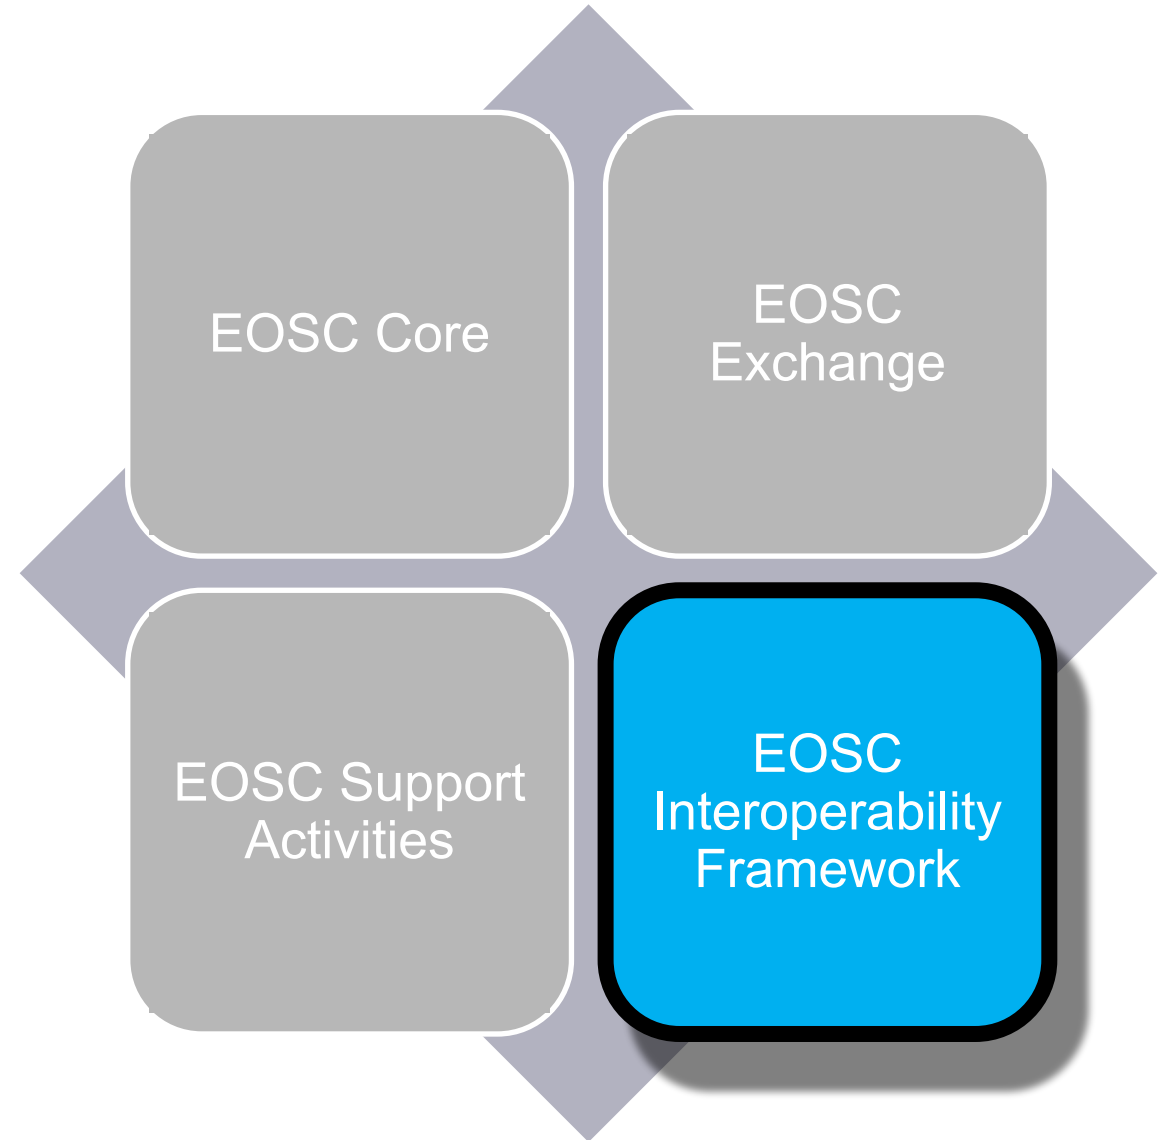 EOSC Core
EOSC
Exchange
EOSC Support
Activities
EOSC
Interoperability
Framework